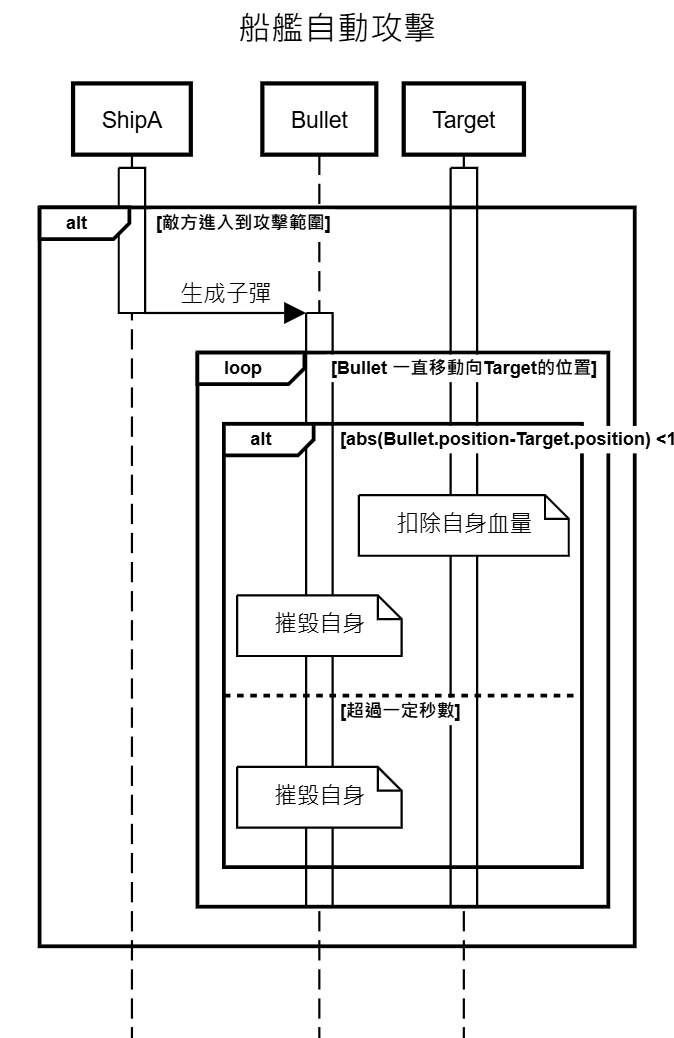 船艦自動攻擊
ShipA
Bullet
Target
alt
[敵方進入到攻擊範圍]
生成子彈
loop
[Bullet 一直移動向Target的位置]
alt
[abs(Bullet.position-Target.position) <1
扣除自身血量
摧毀自身
[超過一定秒數]
摧毀自身